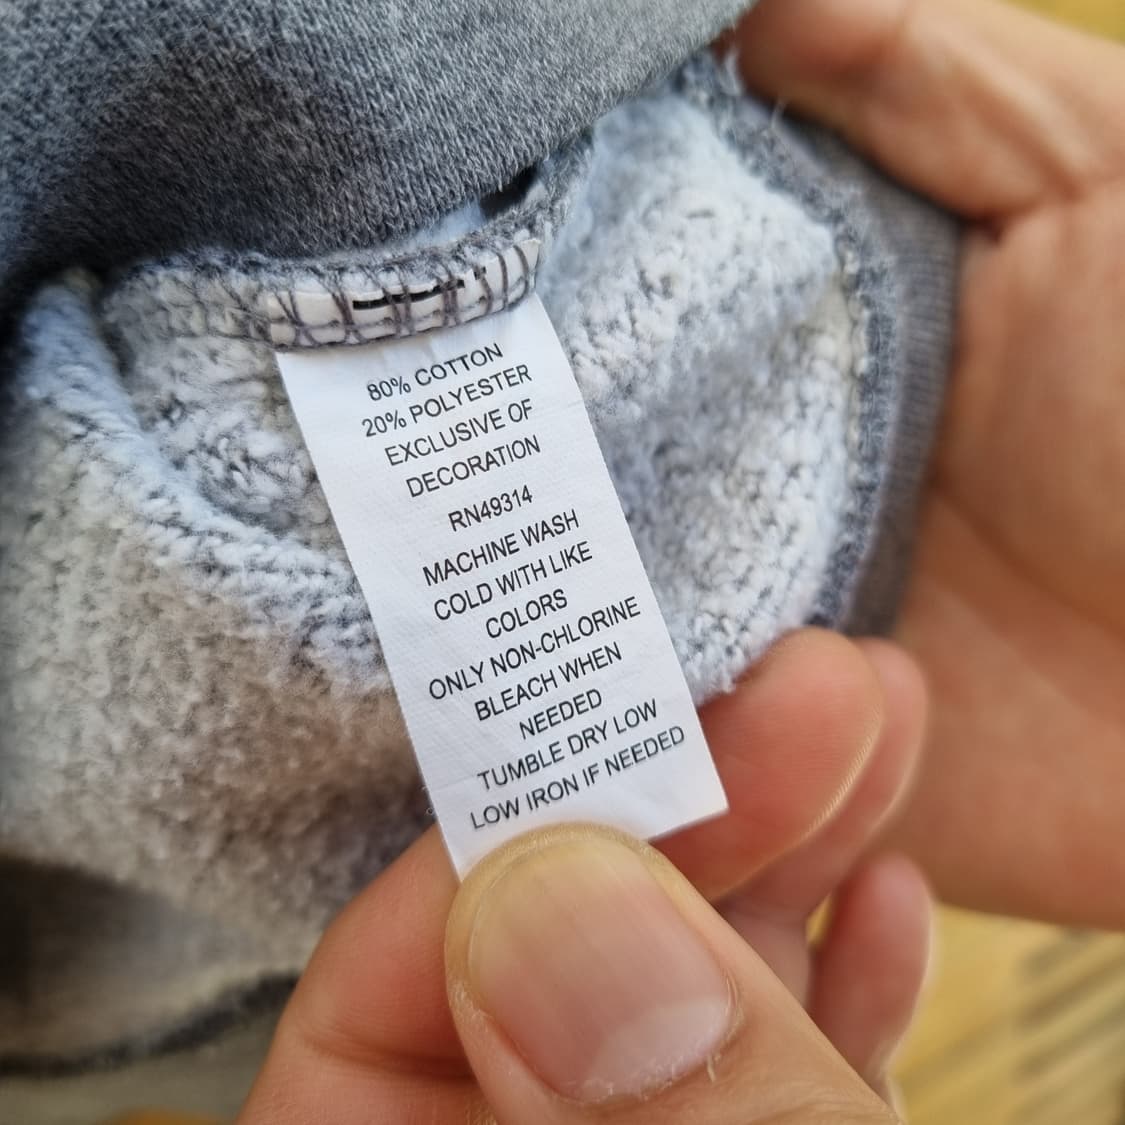 80% COTTON
20% POLYESTER
EXCLUSIVE OF
DECORATION
RN49314
MACHINE WASH
COLD WITH LIKE
COLORS
ONLY NON-CHLORINE
BLEACH WHEN
NEEDED
TUMBLE DRY LOW
LOW IRON IF NEEDED